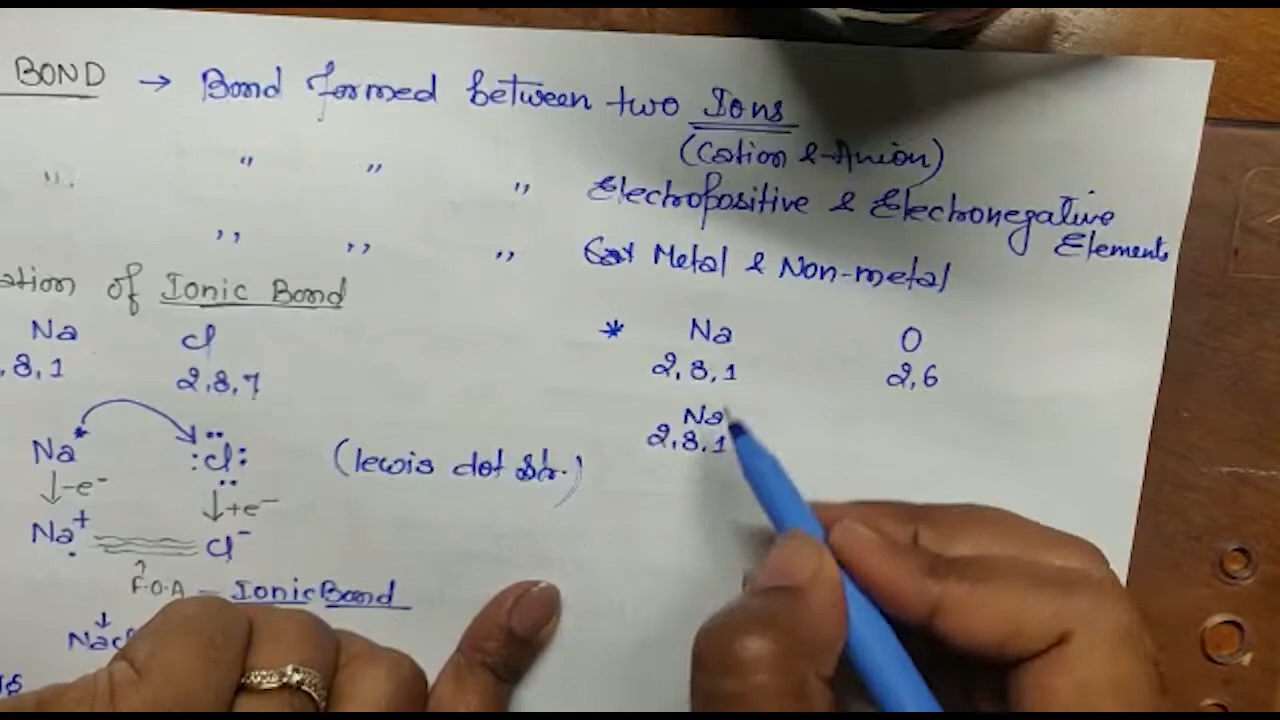 BOND → Bond formed between two Ions
(Cation & Anion)
" " " Electropositive & Electronegative
Elements
,, ,, ,, Metal & Non-metal
ation of Ionic Bond
Na Cl * Na O
,8,1 2,8,7 2,8,1 2,6
Na
2,8,1
Na Cl (lewis dot str.)
↓-e⁻ ↓+e⁻
Na⁺ Cl⁻
F.O.A – Ionic Bond
↓
NaCl